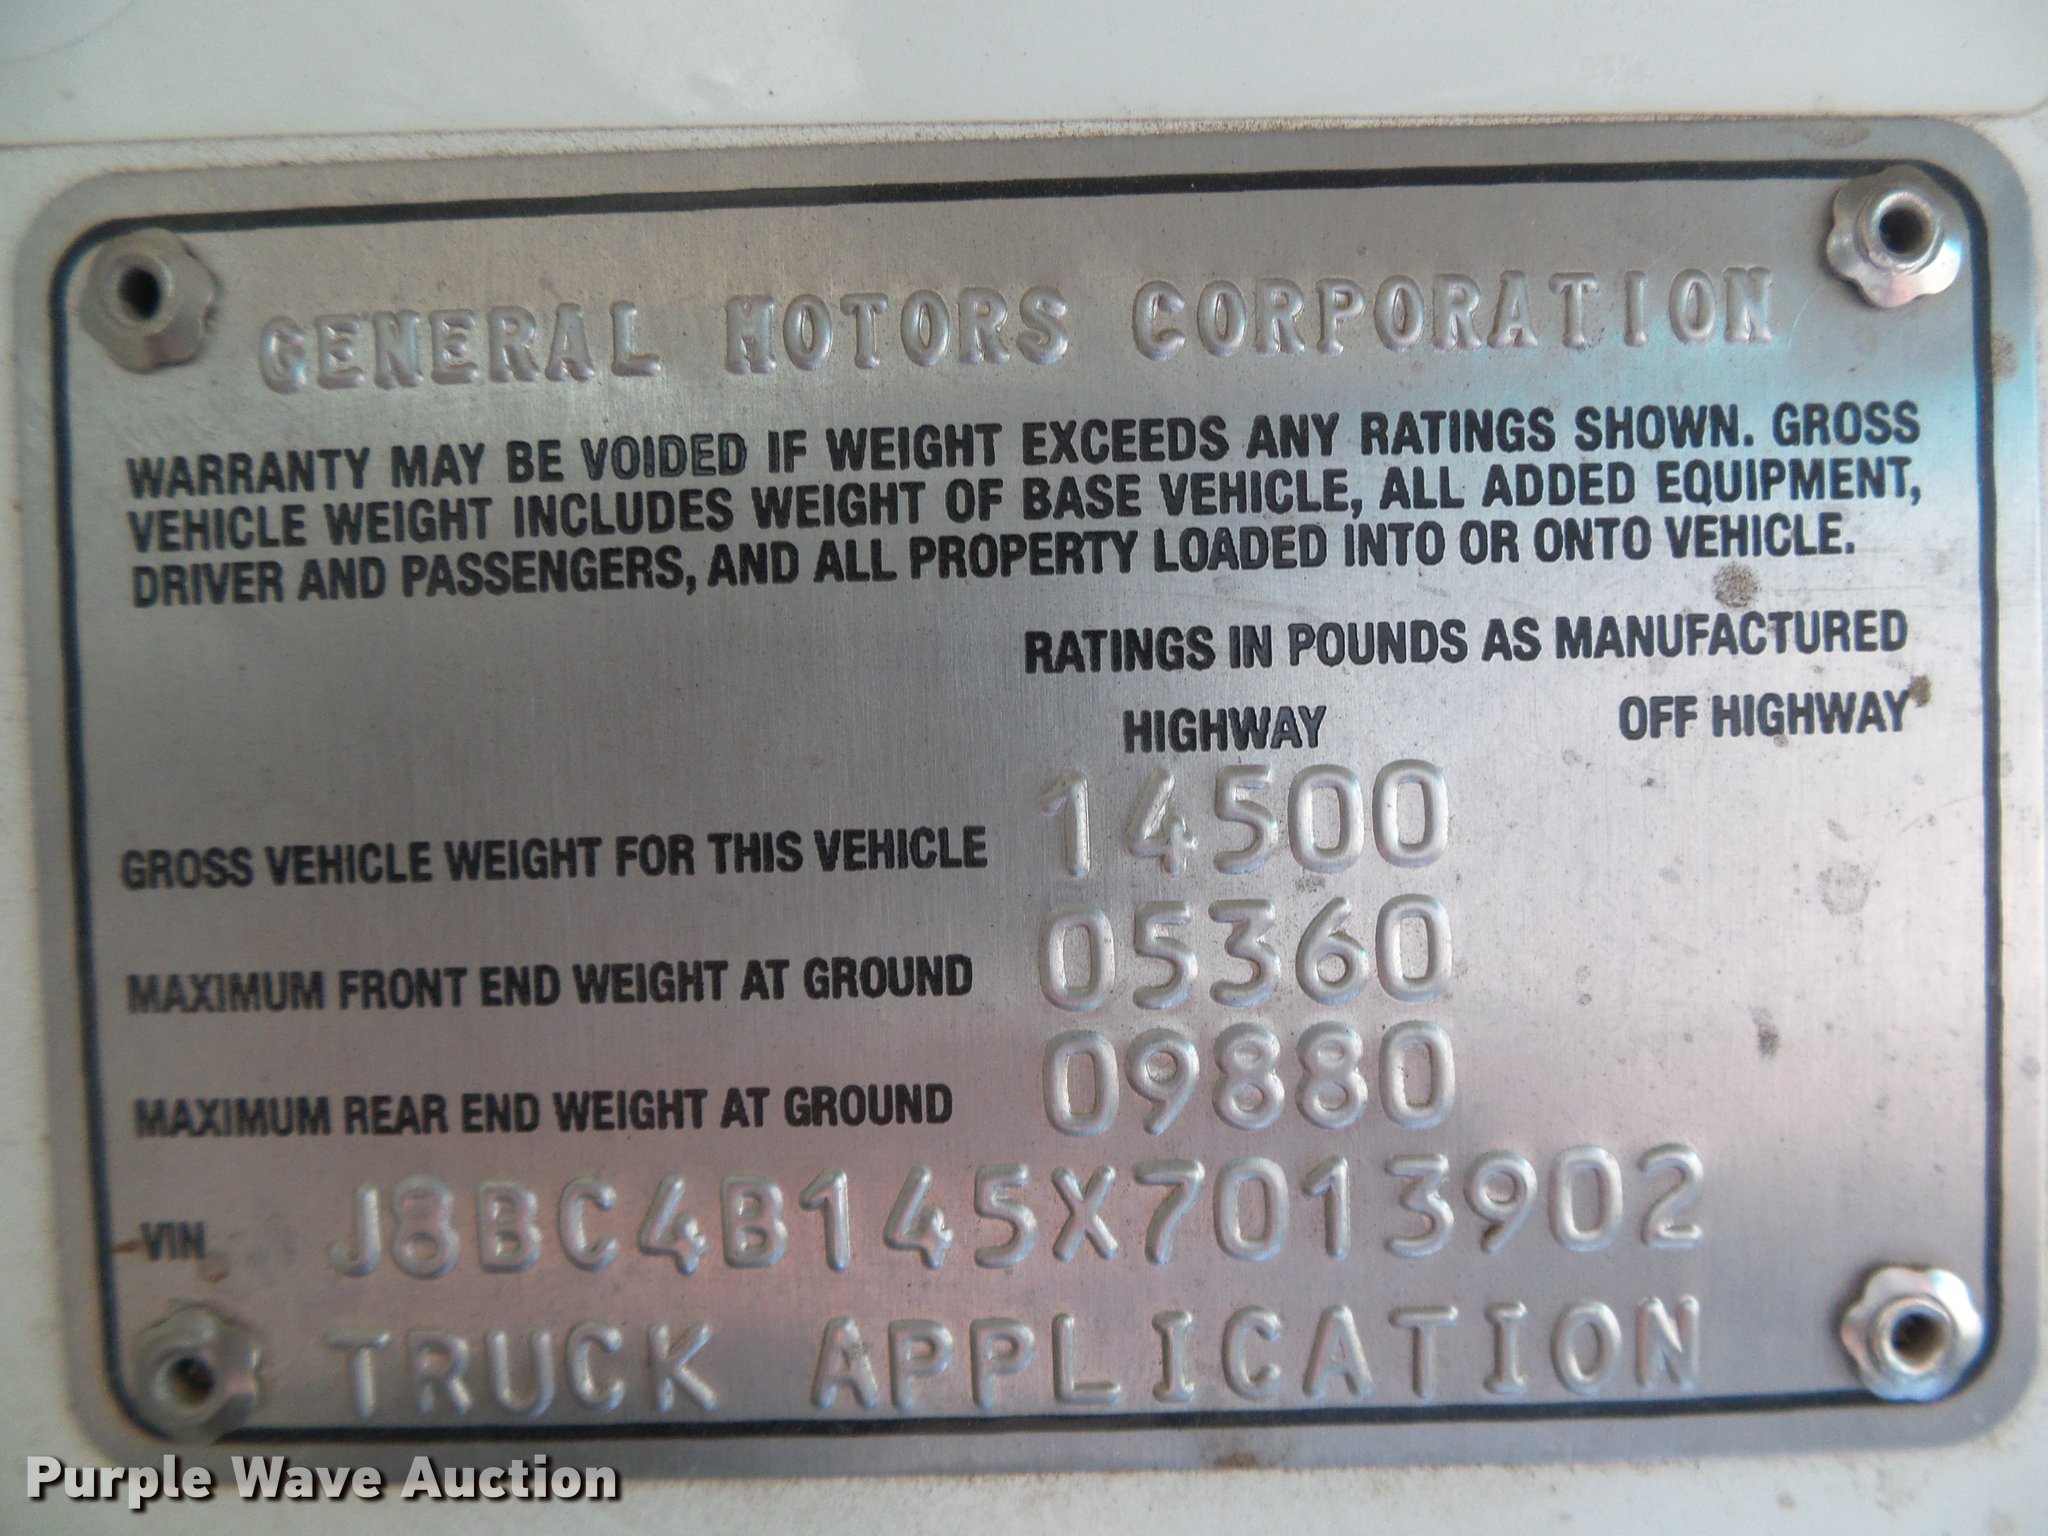 GENERAL MOTORS CORPORATION
WARRANTY MAY BE VOIDED IF WEIGHT EXCEEDS ANY RATINGS SHOWN. GROSS
VEHICLE WEIGHT INCLUDES WEIGHT OF BASE VEHICLE, ALL ADDED EQUIPMENT,
DRIVER AND PASSENGERS, AND ALL PROPERTY LOADED INTO OR ONTO VEHICLE.
RATINGS IN POUNDS AS MANUFACTURED
HIGHWAY OFF HIGHWAY
GROSS VEHICLE WEIGHT FOR THIS VEHICLE 14500
MAXIMUM FRONT END WEIGHT AT GROUND 05360
MAXIMUM REAR END WEIGHT AT GROUND 09880
VIN J8BC4B145X7013902
TRUCK APPLICATION
Purple Wave Auction